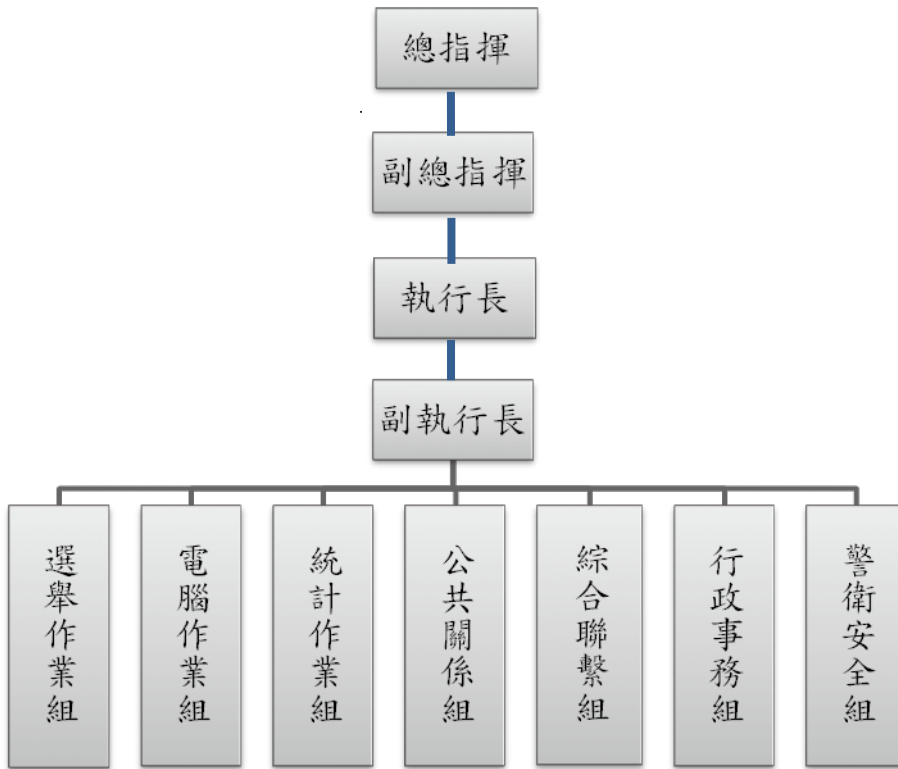 總指揮
副總指揮
執行長
副執行長
選舉作業組
電腦作業組
統計作業組
公共關係組
綜合聯繫組
行政事務組
警衛安全組